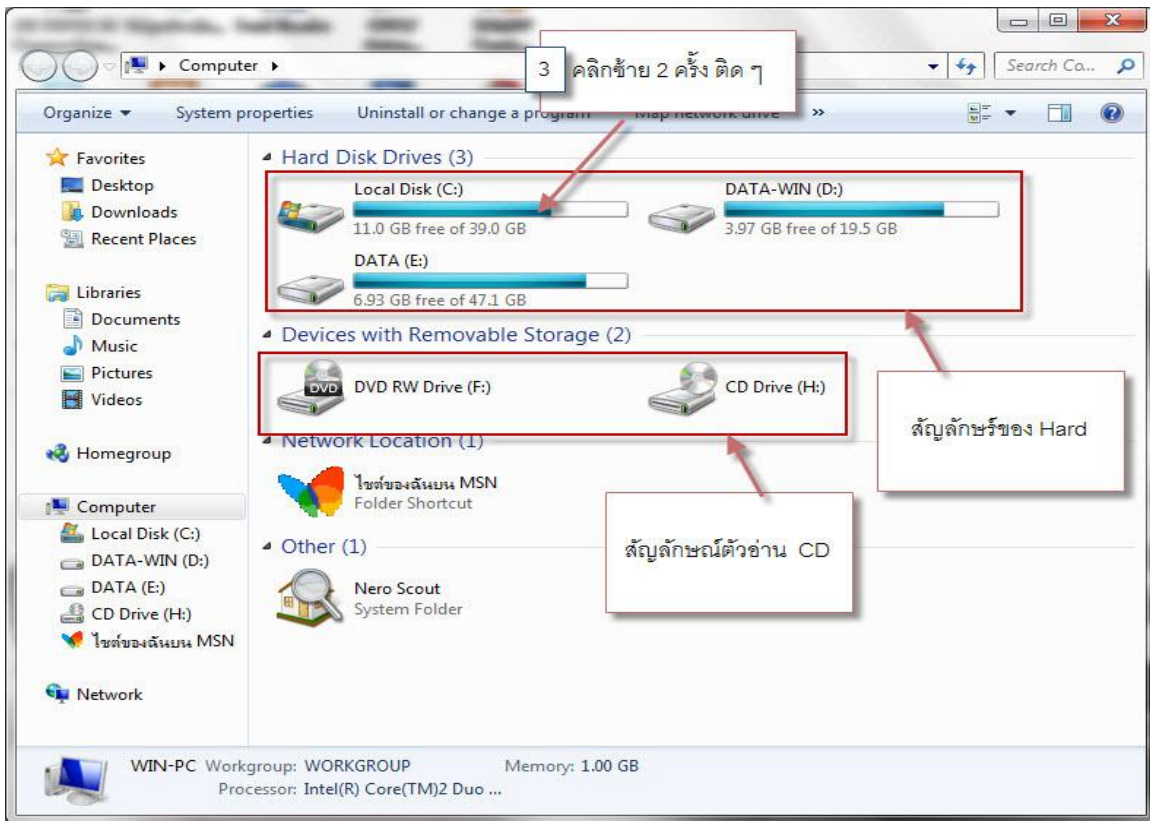 Computer
3 คลิกซ้าย 2 ครั้ง ติด ๆ
Search Co...
Organize
System properties
Uninstall or change a program
Map network drive
»
Favorites
Desktop
Downloads
Recent Places
Libraries
Documents
Music
Pictures
Videos
Homegroup
Computer
Local Disk (C:)
DATA-WIN (D:)
DATA (E:)
CD Drive (H:)
ไซต์ของฉันบน MSN
Network
Hard Disk Drives (3)
Local Disk (C:)
11.0 GB free of 39.0 GB
DATA-WIN (D:)
3.97 GB free of 19.5 GB
DATA (E:)
6.93 GB free of 47.1 GB
Devices with Removable Storage (2)
DVD
DVD RW Drive (F:)
CD Drive (H:)
สัญลักษร์ของ Hard
Network Location (1)
ไซต์ของฉันบน MSN
Folder Shortcut
สัญลักษณ์ตัวอ่าน CD
Other (1)
Nero Scout
System Folder
WIN-PC Workgroup: WORKGROUP Memory: 1.00 GB
Processor: Intel(R) Core(TM)2 Duo ...